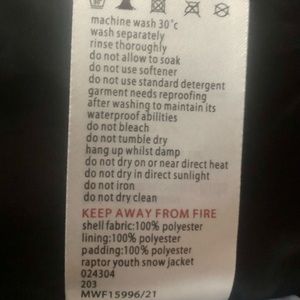 machine wash 30°c
wash separately
rinse thoroughly
do not allow to soak
do not use softener
do not use standard detergent
garment needs reproofing
after washing to maintain its
waterproof abilities
do not bleach
do not tumble dry
hang up whilst damp
do not dry on or near direct heat
do not dry in direct sunlight
do not iron
do not dry clean
KEEP AWAY FROM FIRE
shell fabric:100% polyester
lining:100% polyester
padding:100% polyester
raptor youth snow jacket
024304
203
MWF15996/21